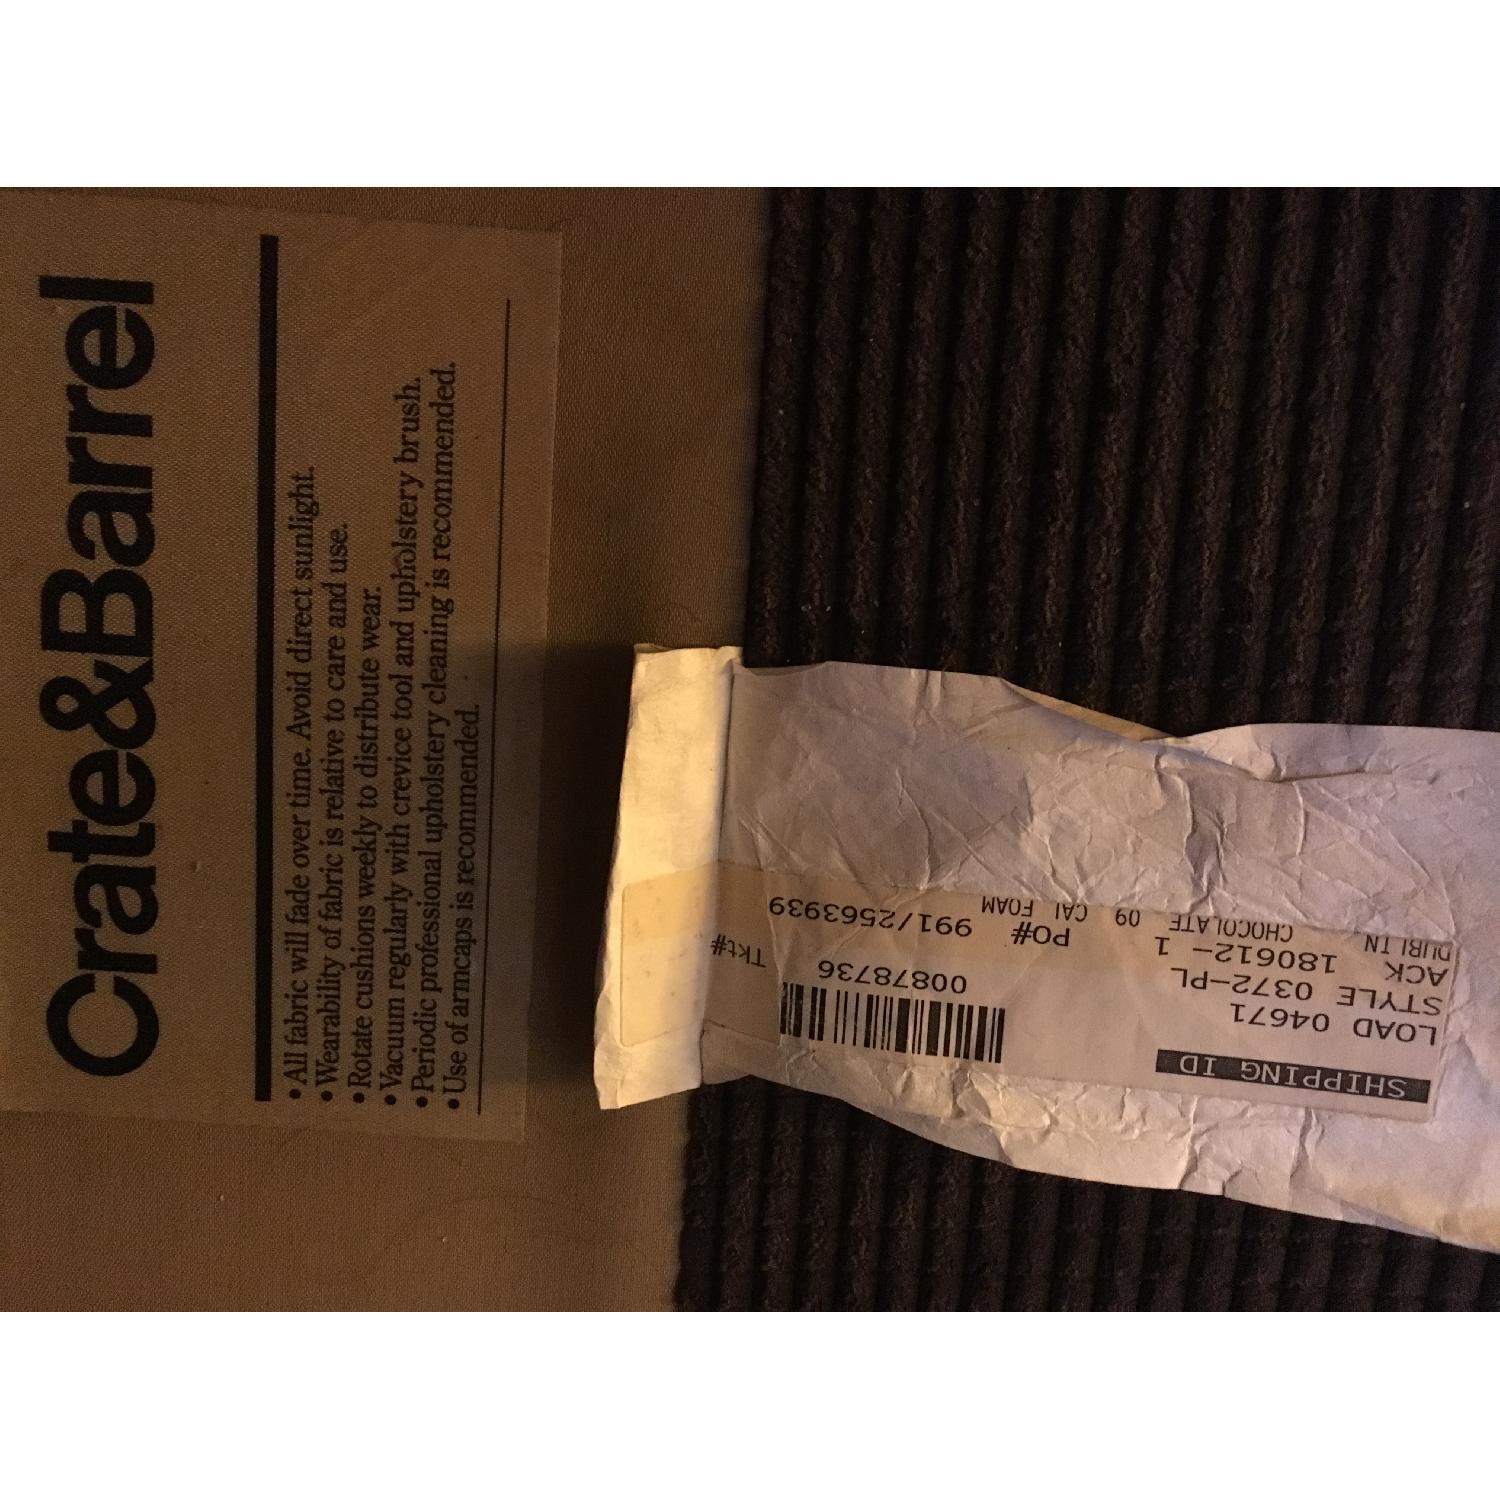 Crate&Barrel
• All fabric will fade over time. Avoid direct sunlight.
• Wearability of fabric is relative to care and use.
• Rotate cushions weekly to distribute wear.
• Vacuum regularly with crevice tool and upholstery brush.
• Periodic professional upholstery cleaning is recommended.
• Use of armcaps is recommended.
SHIPPING ID
LOAD 04671
STYLE 0372-PL
00878736
Tkt#
ACK 180612- 1 PO# 991/2563939
DURLIN CHOCOLATE 09 CAL FOAM